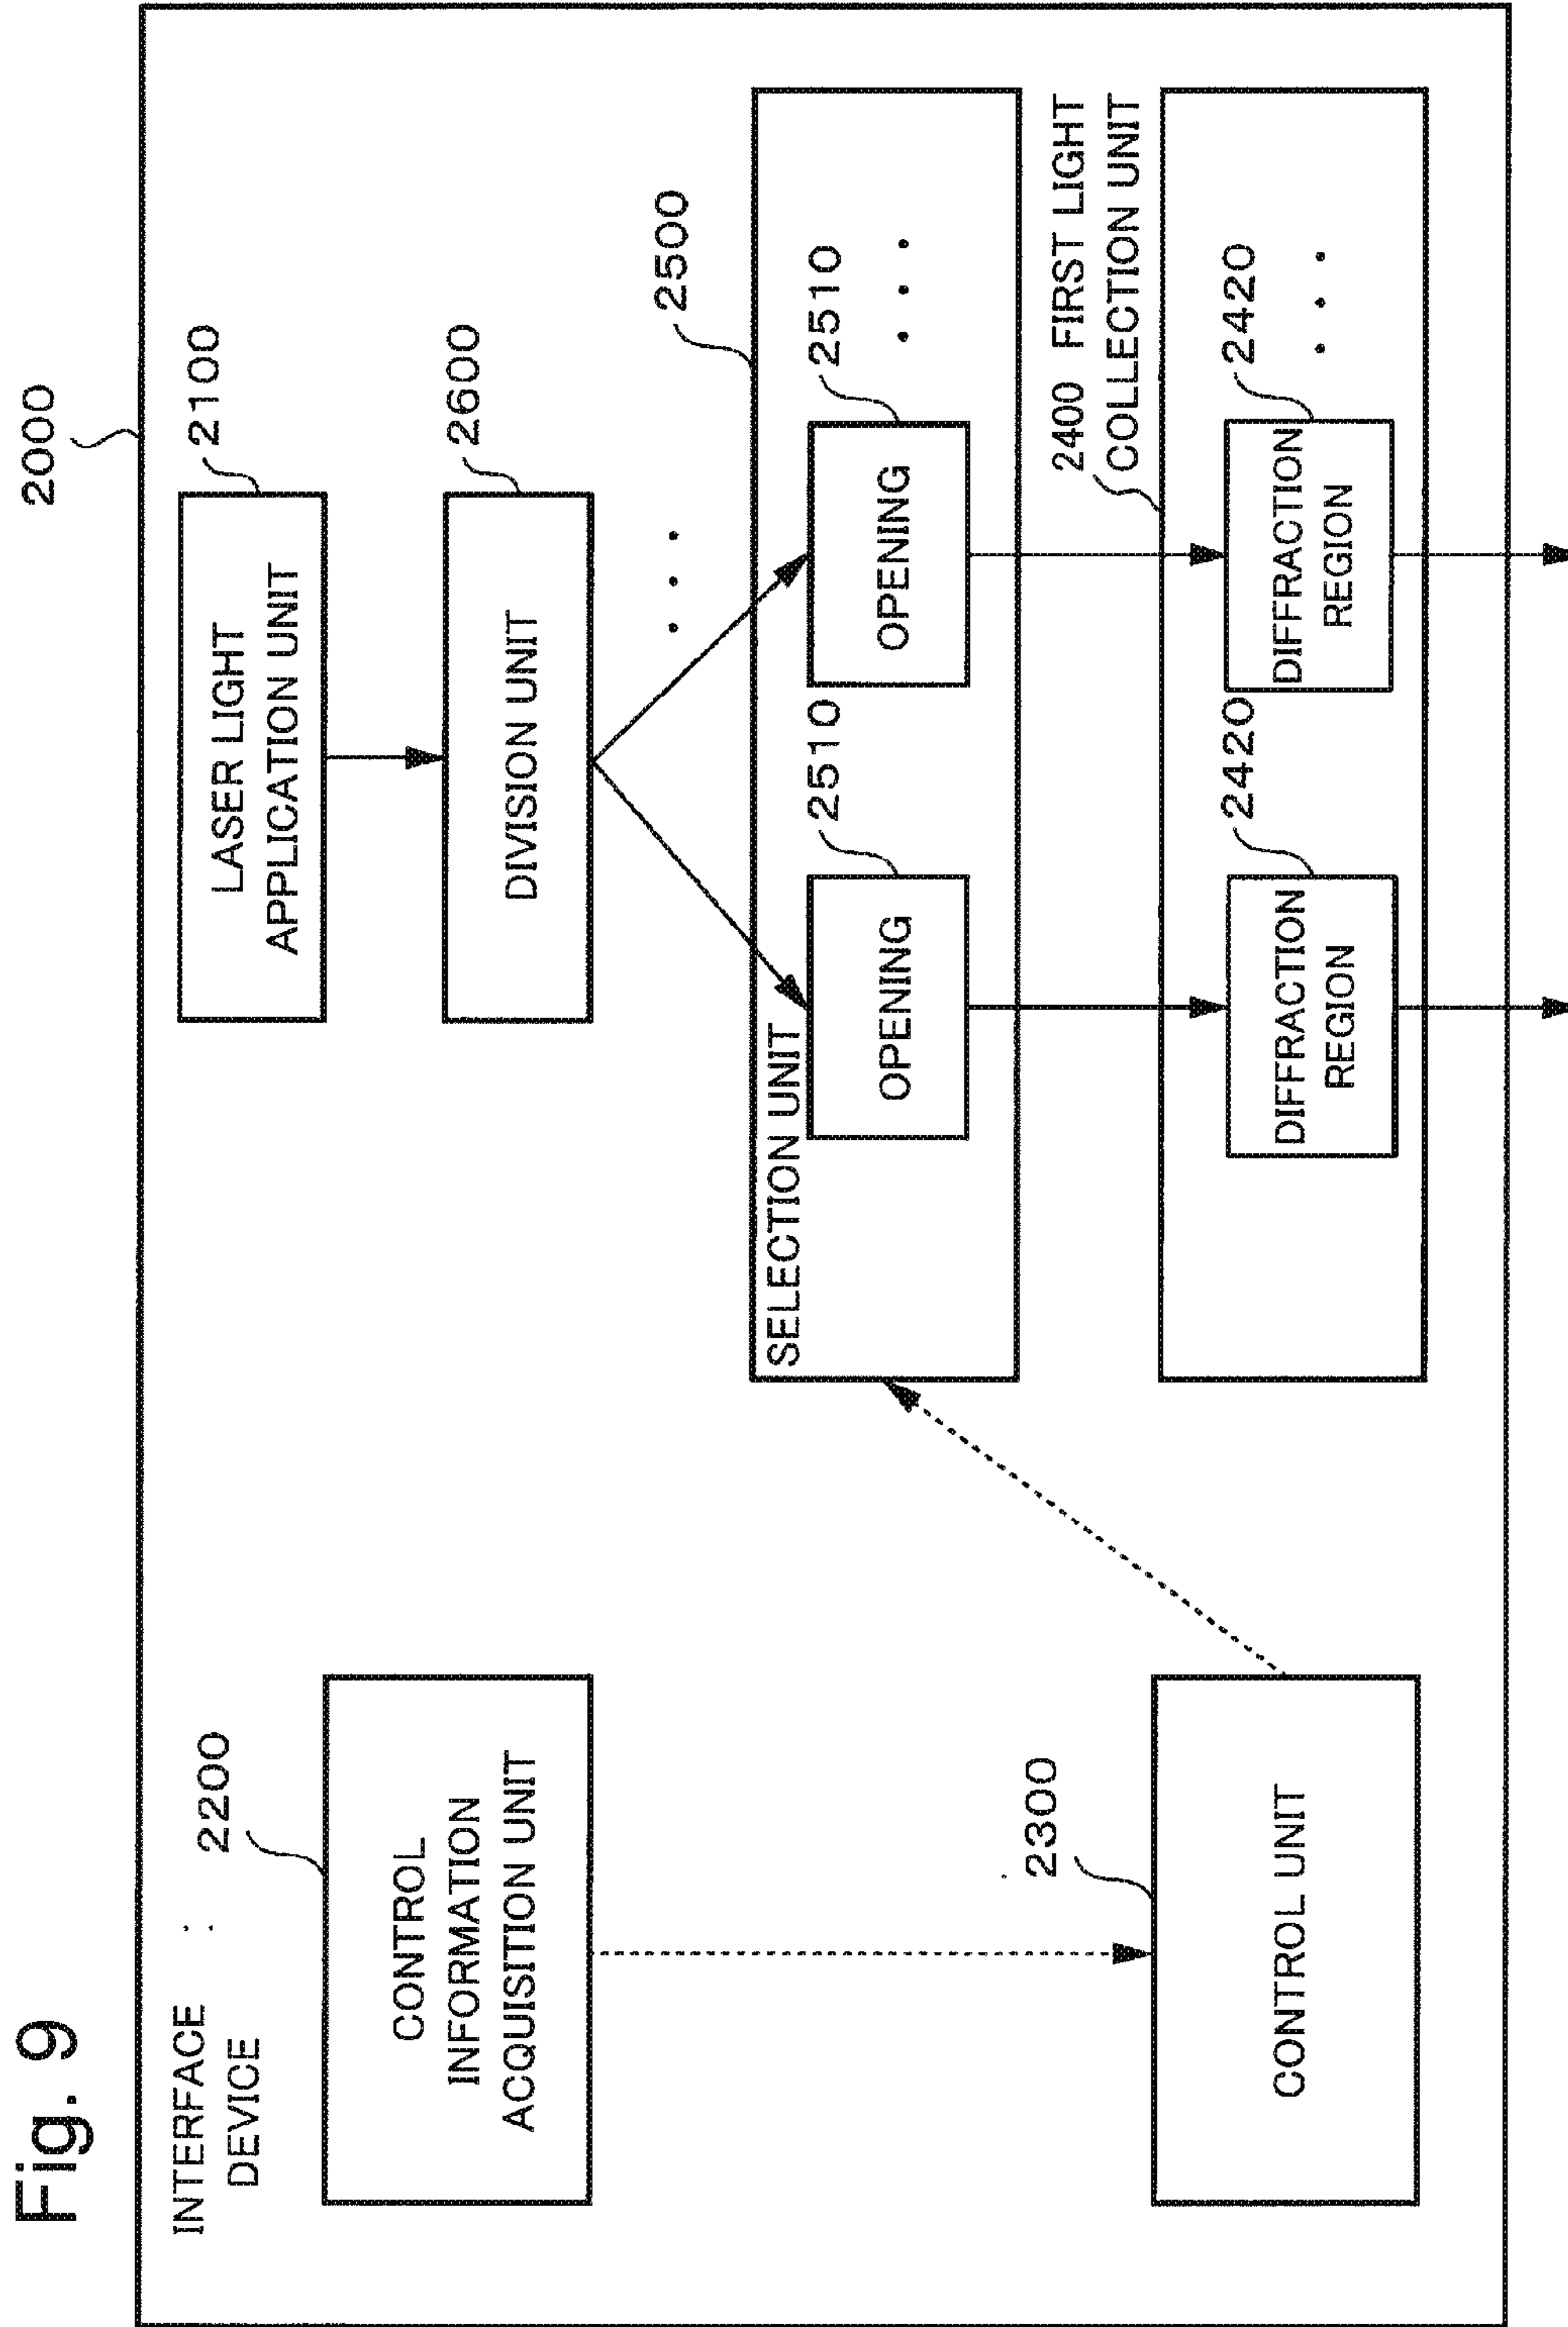 Fig. 9
2000
INTERFACE
DEVICE
2200
2100
CONTROL
INFORMATION
ACQUISITION UNIT
LASER LIGHT
APPLICATION UNIT
2600
DIVISION UNIT
. . .
2500
SELECTION UNIT
2510
2510
OPENING
OPENING
. . .
2300
2400 FIRST LIGHT
COLLECTION UNIT
CONTROL UNIT
2420
2420
DIFFRACTION
REGION
DIFFRACTION
REGION
. . .